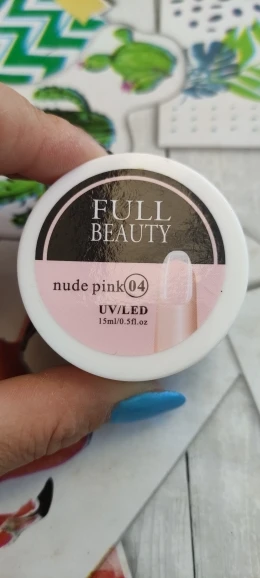 FULL
BEAUTY
nude pink 04
UV/LED
15ml/0.5fl.oz